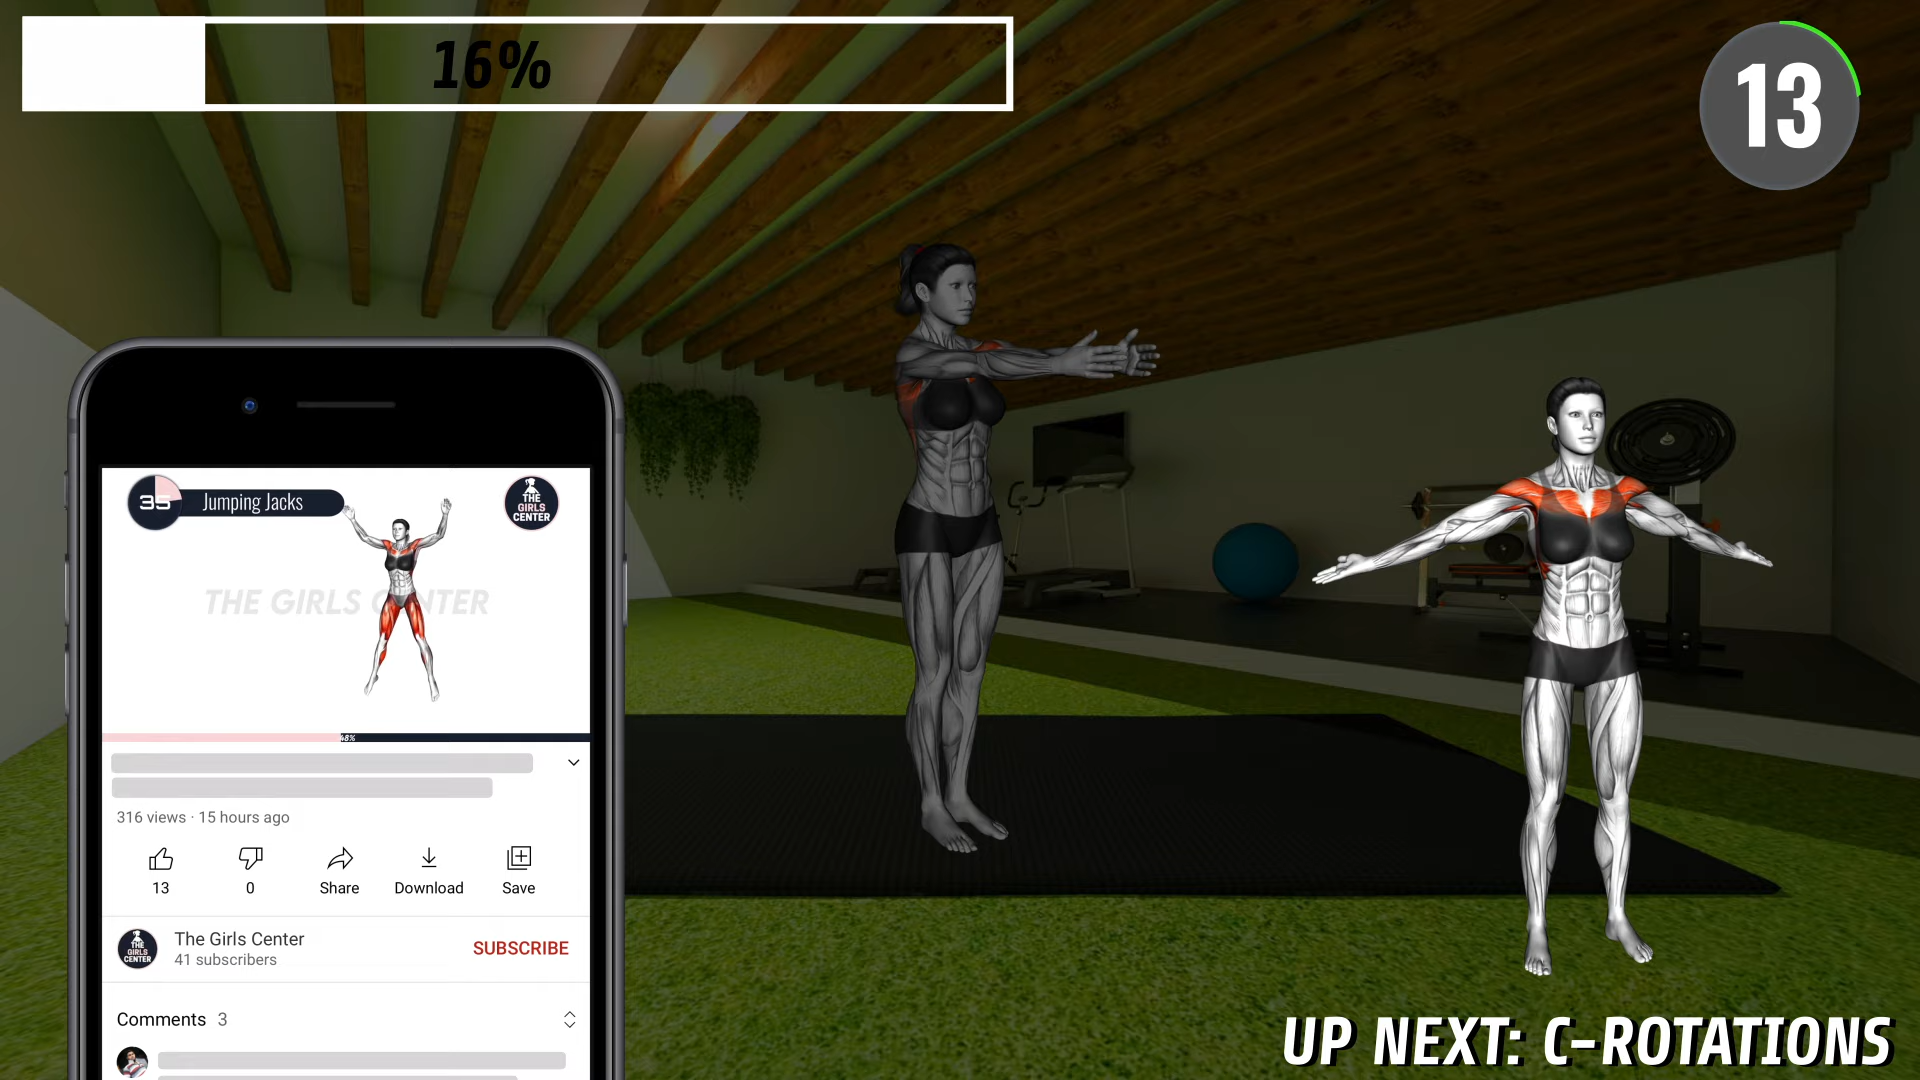 16%
13
35
Jumping Jacks
THE
GIRLS
CENTER
THE GIRLS CENTER
48%
316 views · 15 hours ago
13
0
Share
Download
Save
THE
GIRLS
CENTER
The Girls Center
41 subscribers
SUBSCRIBE
Comments 3
UP NEXT: C-ROTATIONS